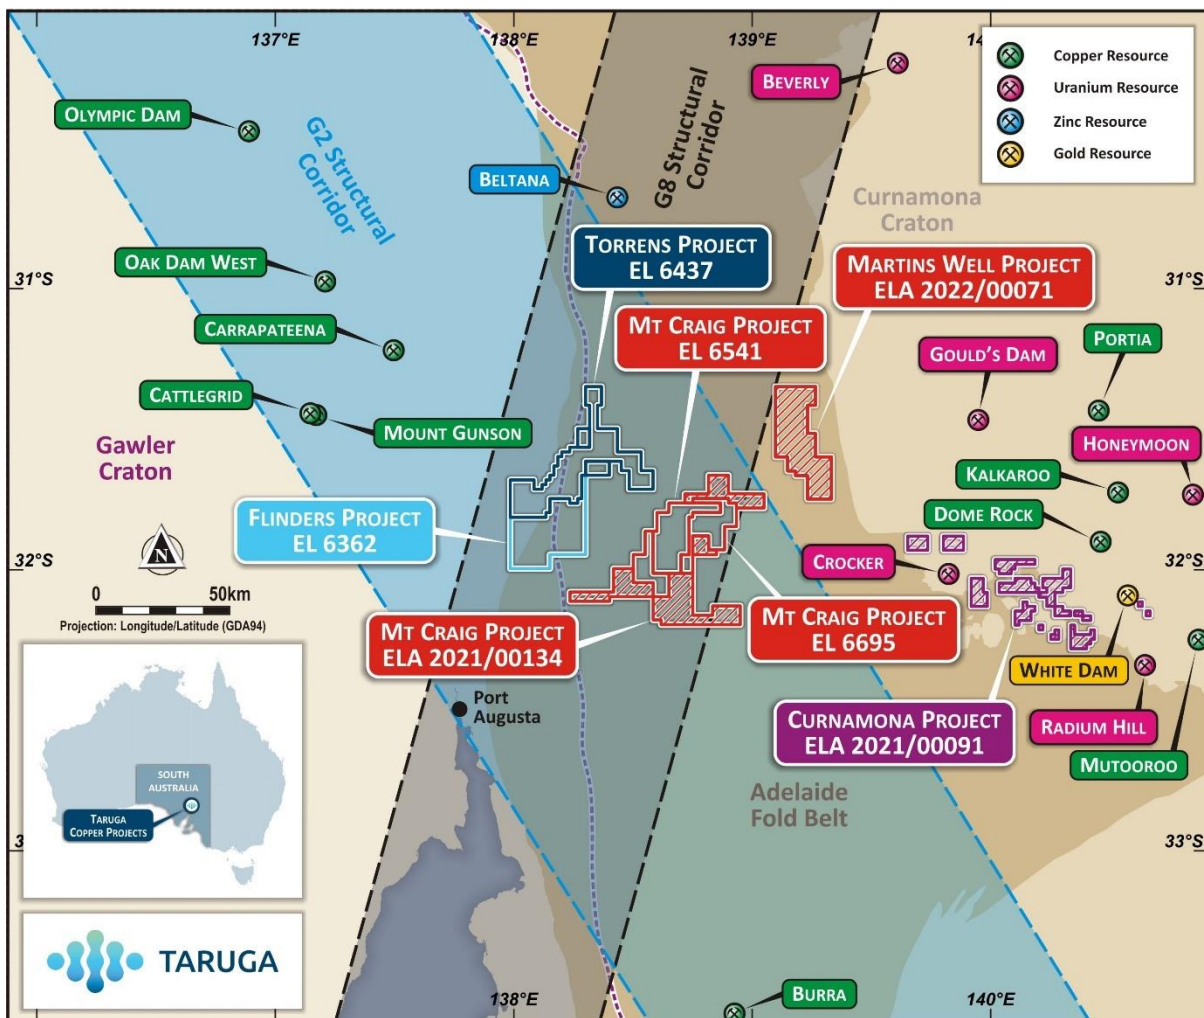 137°E
138°E
139°E
Copper Resource
Uranium Resource
Zinc Resource
Gold Resource
Beverly
Olympic Dam
G2 Structural
Corridor
Beltana
G8 Structural
Corridor
Curnamona
Craton
Torrens Project
EL 6437
Martins Well Project
ELA 2022/00071
Oak Dam West
31°S
31°S
Carrapateena
Mt Craig Project
EL 6541
Gould's Dam
Portia
Cattlegrid
Mount Gunson
Gawler
Craton
Honeymoon
Kalkaroo
Flinders Project
EL 6362
Dome Rock
N
Crocker
32°S
32°S
0 50km
Projection: Longitude/Latitude (GDA94)
Mt Craig Project
ELA 2021/00134
Mt Craig Project
EL 6695
White Dam
Port
Augusta
Curnamona Project
ELA 2021/00091
Radium Hill
Mutooroo
SOUTH
AUSTRALIA
Taruga
Copper Projects
Adelaide
Fold Belt
33°S
TARUGA
138°E
140°E
Burra